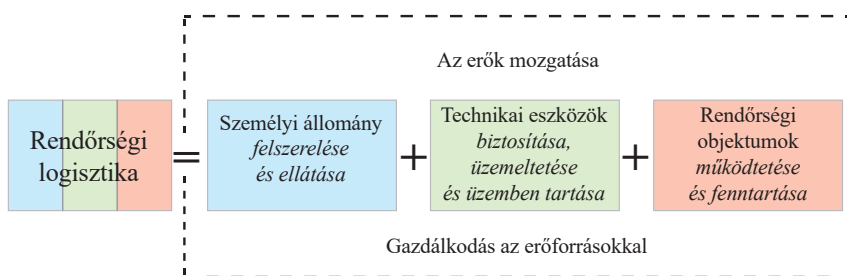 Az erők mozgatása
Rendőrségi
logisztika
=
Személyi állomány
felszerelése
és ellátása
+
Technikai eszközök
biztosítása,
üzemeltetése
és üzemben tartása
+
Rendőrségi
objektumok
működtetése
és fenntartása
Gazdálkodás az erőforrásokkal